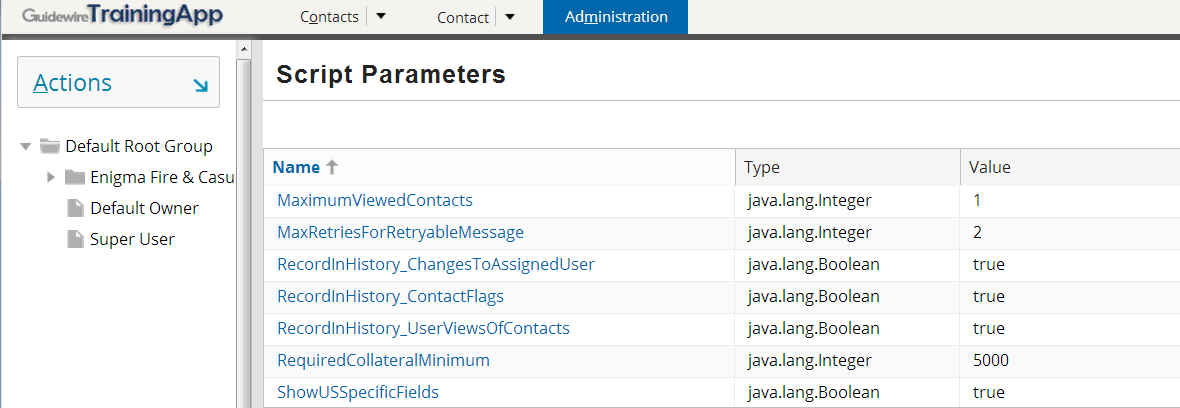 Guidewire TrainingApp
Contacts
Contact
Administration
Actions
Default Root Group
Enigma Fire & Casu
Default Owner
Super User
Script Parameters
Name Type Value
MaximumViewedContacts java.lang.Integer 1
MaxRetriesForRetryableMessage java.lang.Integer 2
RecordInHistory_ChangesToAssignedUser java.lang.Boolean true
RecordInHistory_ContactFlags java.lang.Boolean true
RecordInHistory_UserViewsOfContacts java.lang.Boolean true
RequiredCollateralMinimum java.lang.Integer 5000
ShowUSSpecificFields java.lang.Boolean true